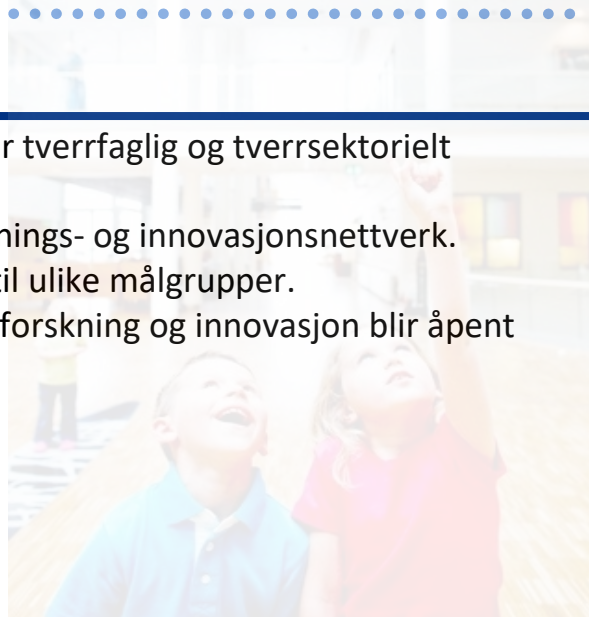 r tverrfaglig og tverrsektorielt
nings- og innovasjonsnettverk.
til ulike målgrupper.
forskning og innovasjon blir åpent